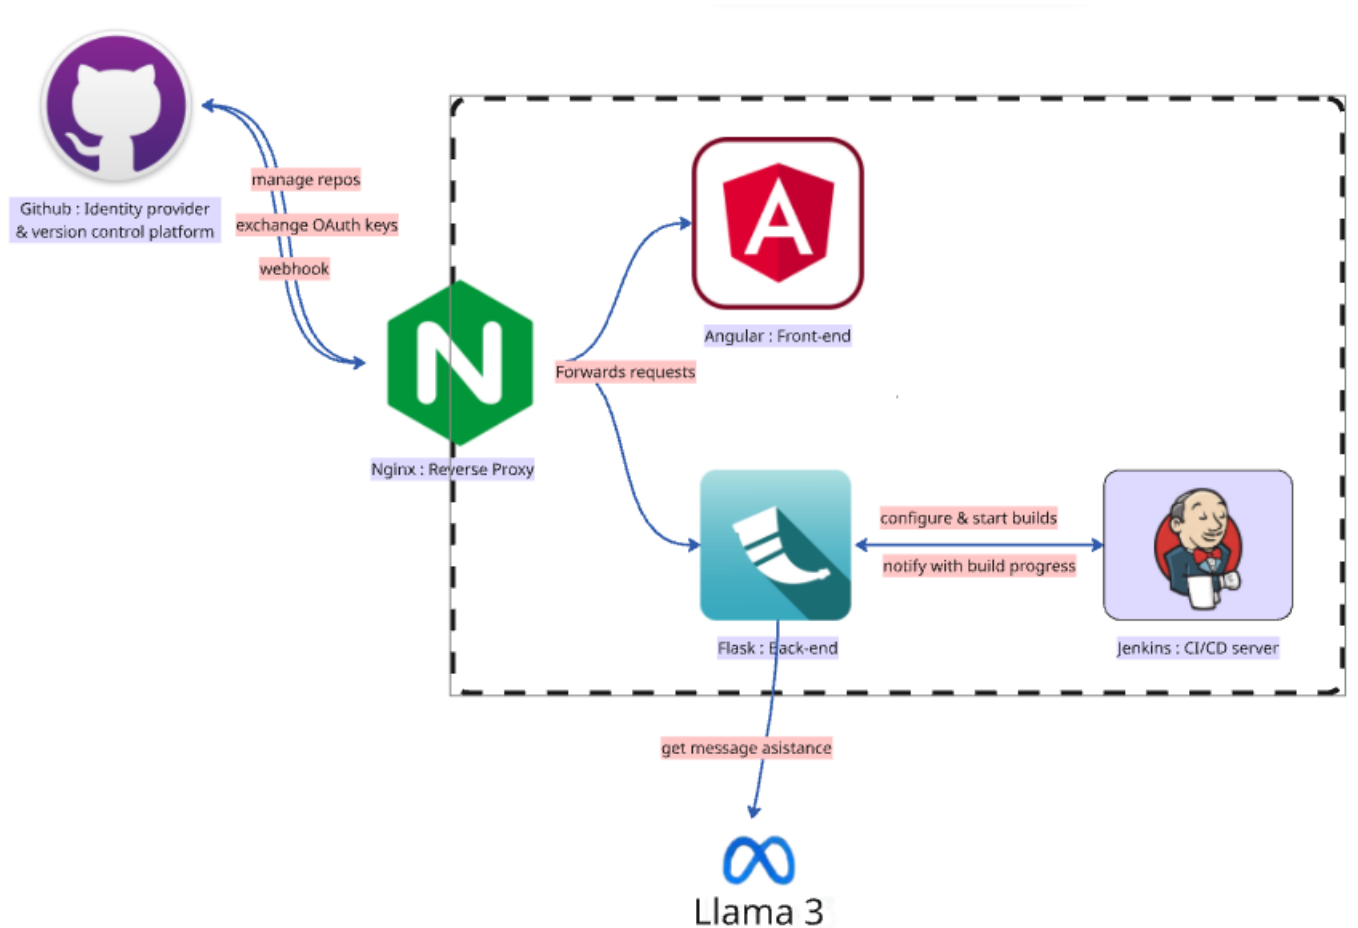 manage repos
Github : Identity provider
& version control platform
exchange OAuth keys
webhook
Angular : Front-end
Forwards requests
Nginx : Reverse Proxy
configure & start builds
notify with build progress
Flask : Back-end
Jenkins : CI/CD server
get message asistance
Llama 3